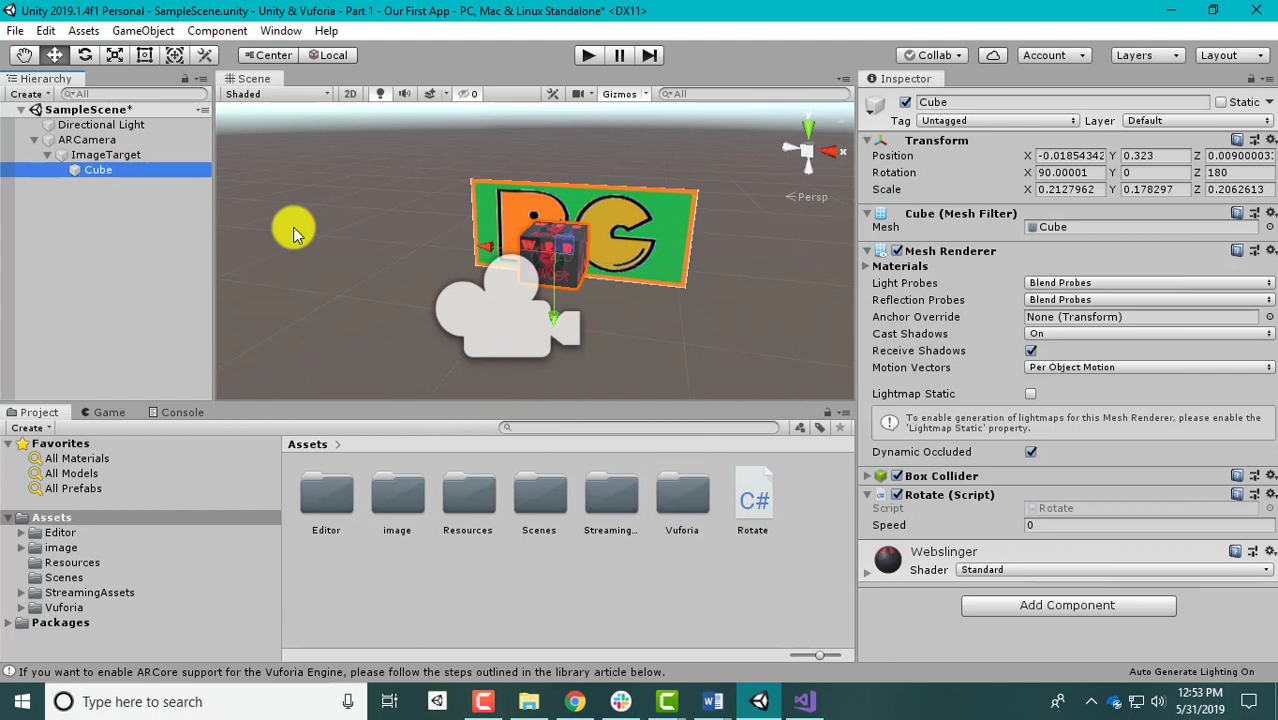 Unity 2019.1.4f1 Personal - SampleScene.unity - Unity & Vuforia - Part 1 - Our First App - PC, Mac & Linux Standalone* <DX11>
File Edit Assets GameObject Component Window Help
Center Local Collab Account Layers Layout
Hierarchy
Create All
SampleScene*
Directional Light
ARCamera
ImageTarget
Cube
Scene
Shaded 2D 0 Gizmos All
y
x
Persp
PC
WEB
Inspector
Cube Static
Tag Untagged Layer Default
Transform
Position X -0.01854342 Y 0.323 Z 0.009000033
Rotation X 90.00001 Y 0 Z 180
Scale X 0.2127962 Y 0.178297 Z 0.2062613
Cube (Mesh Filter)
Mesh Cube
Mesh Renderer
Materials
Light Probes Blend Probes
Reflection Probes Blend Probes
Anchor Override None (Transform)
Cast Shadows On
Receive Shadows
Motion Vectors Per Object Motion
Lightmap Static
To enable generation of lightmaps for this Mesh Renderer, please enable the 'Lightmap Static' property.
Dynamic Occluded
Box Collider
Rotate (Script)
Script Rotate
Speed 0
Webslinger
Shader Standard
Add Component
Project Game Console
Create
Favorites
All Materials
All Models
All Prefabs
Assets
Editor
image
Resources
Scenes
StreamingAssets
Vuforia
Packages
Assets
C#
Editor image Resources Scenes Streaming... Vuforia Rotate
If you want to enable ARCore support for the Vuforia Engine, please follow the steps outlined in the library article below.
Auto Generate Lighting On
Type here to search
12:53 PM
5/31/2019